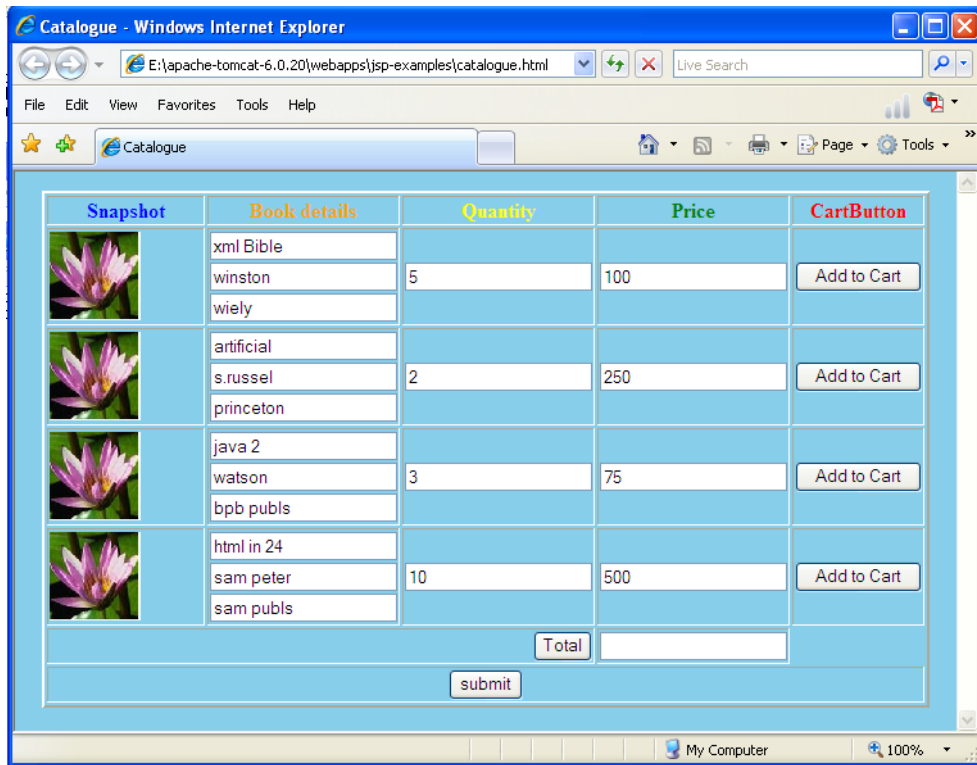 Catalogue - Windows Internet Explorer
E:\apache-tomcat-6.0.20\webapps\jsp-examples\catalogue.html
Live Search
File Edit View Favorites Tools Help
Catalogue
Page Tools
Snapshot Book details Quantity Price CartButton
xml Bible
winston 5 100 Add to Cart
wiely
artificial
s.russel 2 250 Add to Cart
princeton
java 2
watson 3 75 Add to Cart
bpb publs
html in 24
sam peter 10 500 Add to Cart
sam publs
Total
submit
My Computer 100%